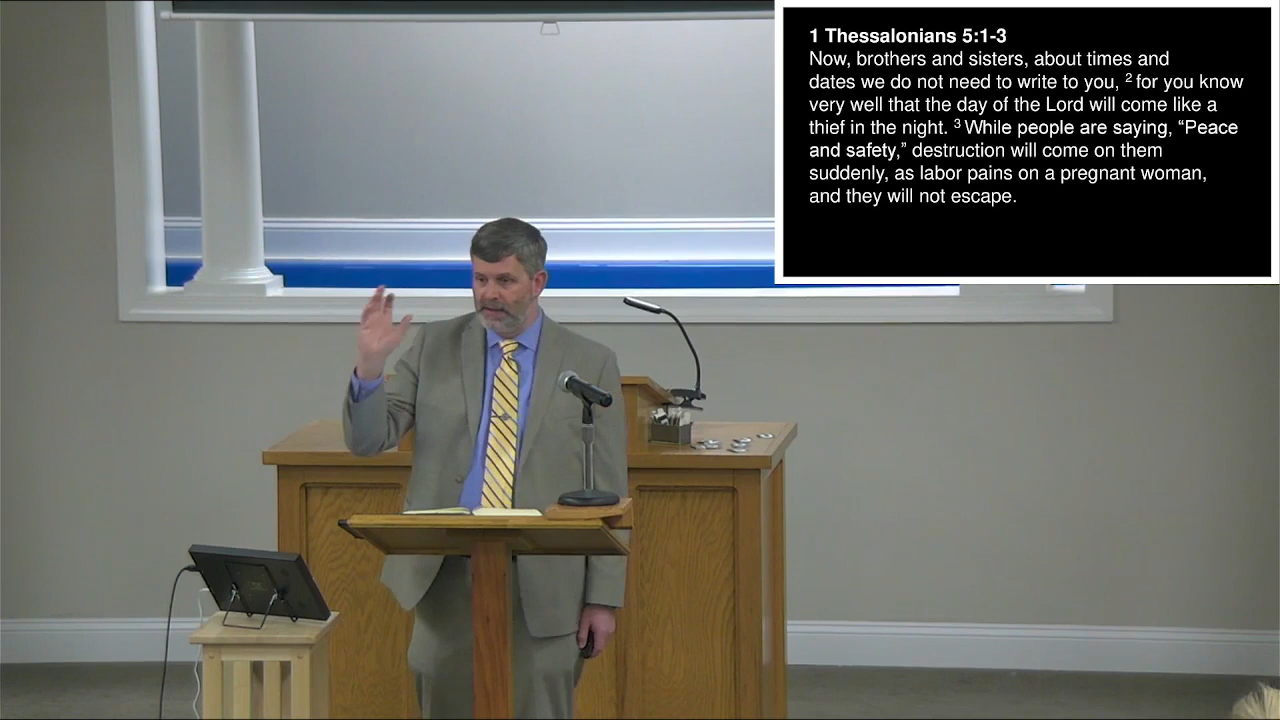 1 Thessalonians 5:1-3
Now, brothers and sisters, about times and
dates we do not need to write to you, 2 for you know
very well that the day of the Lord will come like a
thief in the night. 3 While people are saying, “Peace
and safety,” destruction will come on them
suddenly, as labor pains on a pregnant woman,
and they will not escape.